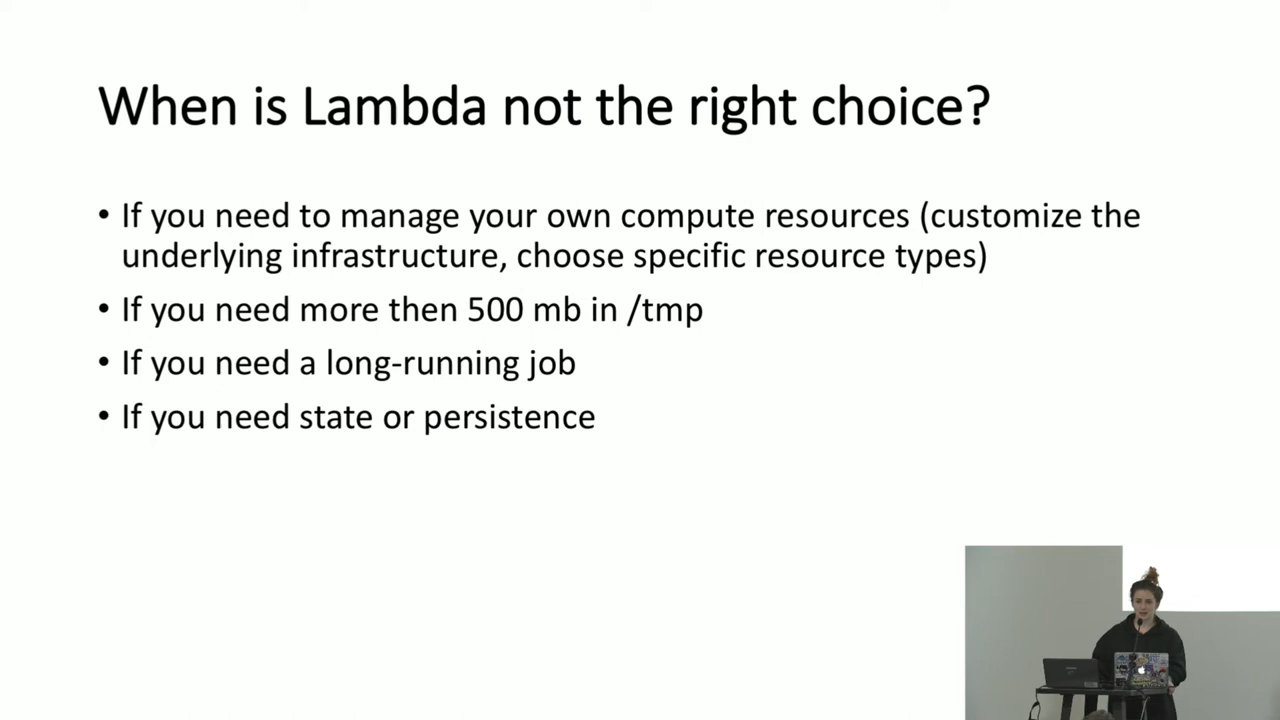 When is Lambda not the right choice?
• If you need to manage your own compute resources (customize the
underlying infrastructure, choose specific resource types)
• If you need more then 500 mb in /tmp
• If you need a long-running job
• If you need state or persistence